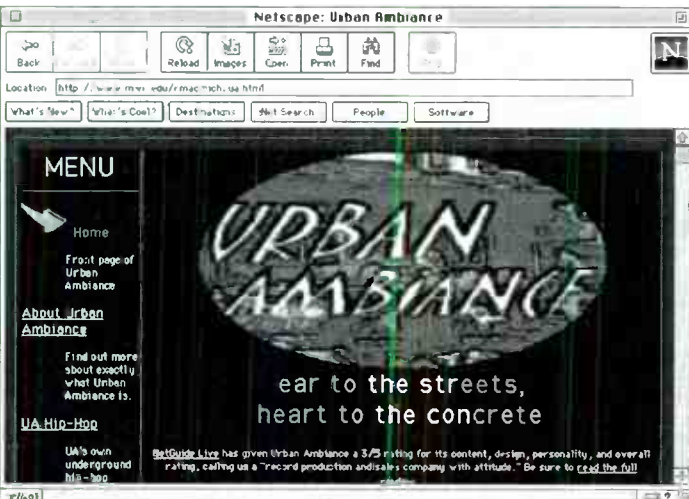 Netscape: Urban Ambiance
Back
Reload
Images
Open
Print
Find
N
Location
What's New?
What's Cool?
Destinations
Net Search
People
Software
MENU
Home
Front page of
Urban
Ambiance
About Urban
Ambiance
Find out more
about exactly
what Urban
Ambiance is.
UA Hip-Hop
UA's own
underground
hip-hop
URBAN
AMBIANCE
ear to the streets,
heart to the concrete
NetGuide Live has given Urban Ambiance a 3/5 rating for its content, design, personality, and overall
rating, calling us a "record production andsales company with attitude." Be sure to read the full